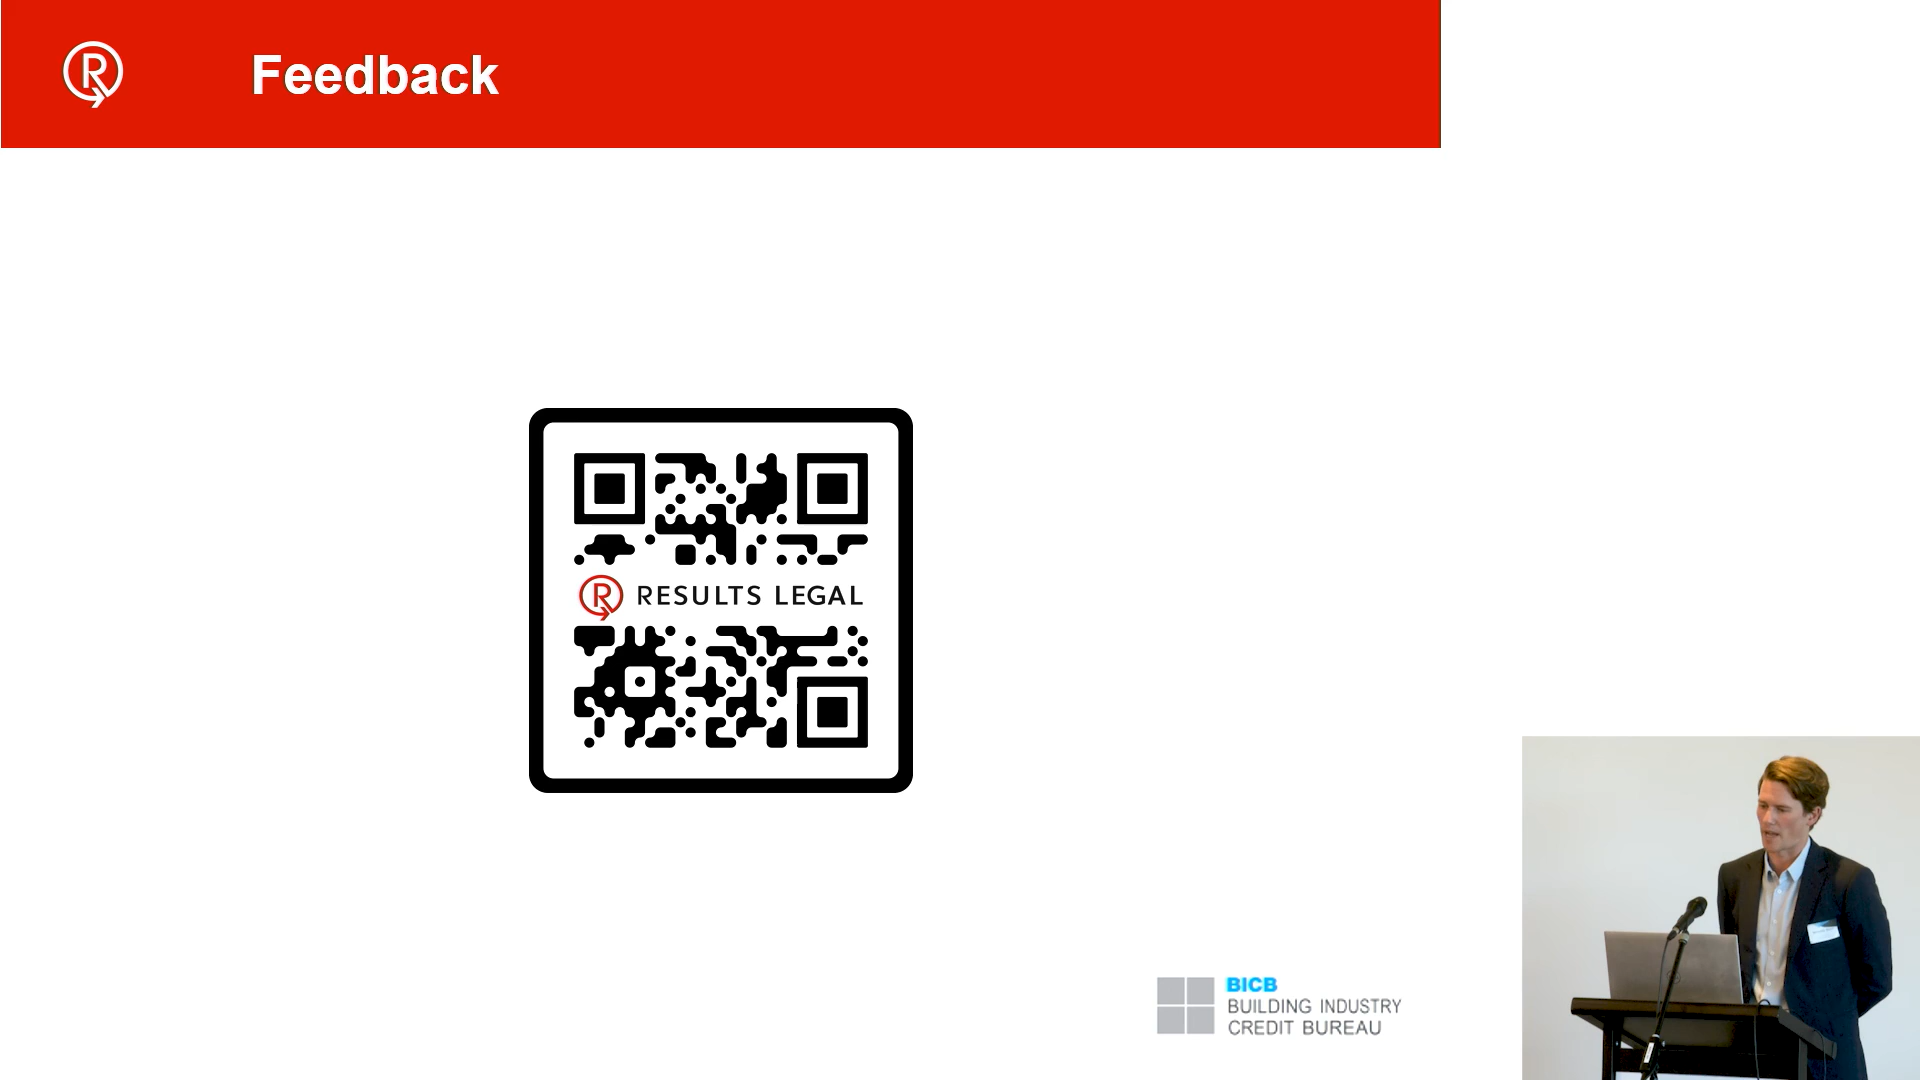 R
Feedback
R RESULTS LEGAL
BICB
BUILDING INDUSTRY
CREDIT BUREAU